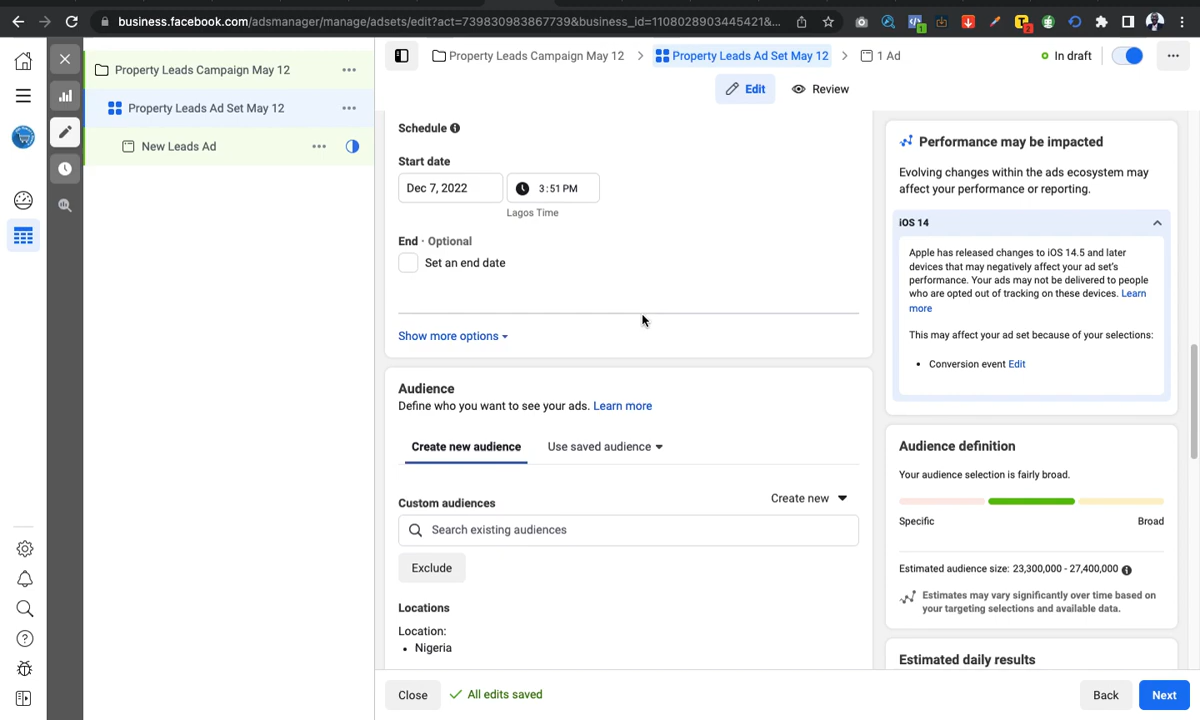 business.facebook.com/adsmanager/manage/adsets/edit?act=739830983867739&business_id=1108028903445421&...
1
2
Property Leads Campaign May 12
Property Leads Ad Set May 12
New Leads Ad
Property Leads Campaign May 12 > Property Leads Ad Set May 12 > 1 Ad
In draft
Edit
Review
Schedule
Start date
Dec 7, 2022
3:51 PM
Lagos Time
End · Optional
Set an end date
Show more options
Audience
Define who you want to see your ads. Learn more
Create new audience
Use saved audience
Custom audiences
Create new
Search existing audiences
Exclude
Locations
Location:
• Nigeria
Performance may be impacted
Evolving changes within the ads ecosystem may
affect your performance or reporting.
iOS 14
Apple has released changes to iOS 14.5 and later
devices that may negatively affect your ad set's
performance. Your ads may not be delivered to people
who are opted out of tracking on these devices. Learn
more
This may affect your ad set because of your selections:
• Conversion event Edit
Audience definition
Your audience selection is fairly broad.
Specific
Broad
Estimated audience size: 23,300,000 - 27,400,000
Estimates may vary significantly over time based on
your targeting selections and available data.
Estimated daily results
Close
All edits saved
Back
Next